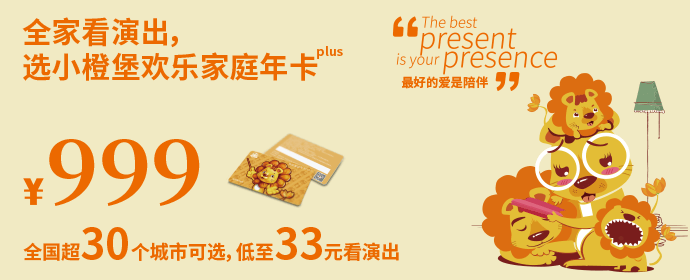 全家看演出,
选小橙堡欢乐家庭年卡plus
¥999
全国超30个城市可选, 低至33元看演出
“The best
present
is your presence
最好的爱是陪伴”